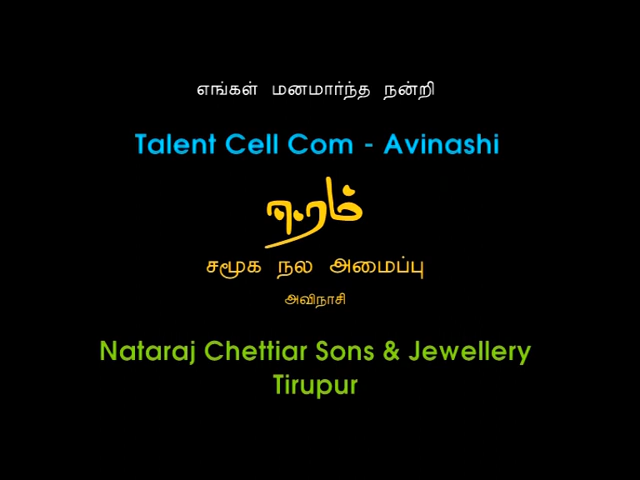 எங்கள் மனமார்ந்த நன்றி
Talent Cell Com - Avinashi
ஈரம்
சமூக நல அமைப்பு
அவிநாசி
Nataraj Chettiar Sons & Jewellery
Tirupur